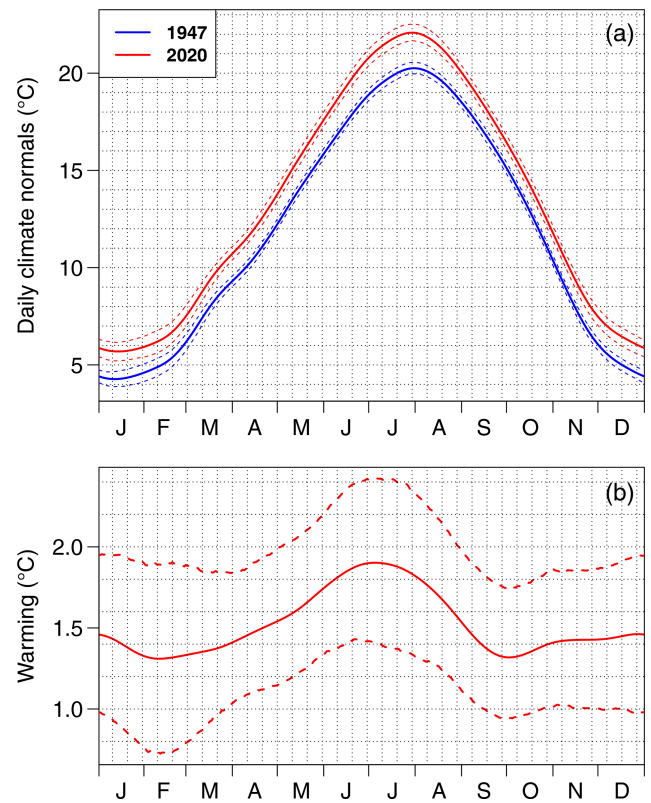 1947
2020
(a)
Daily climate normals (°C)
20
15
10
5
J F M A M J J A S O N D
(b)
Warming (°C)
2.0
1.5
1.0
J F M A M J J A S O N D